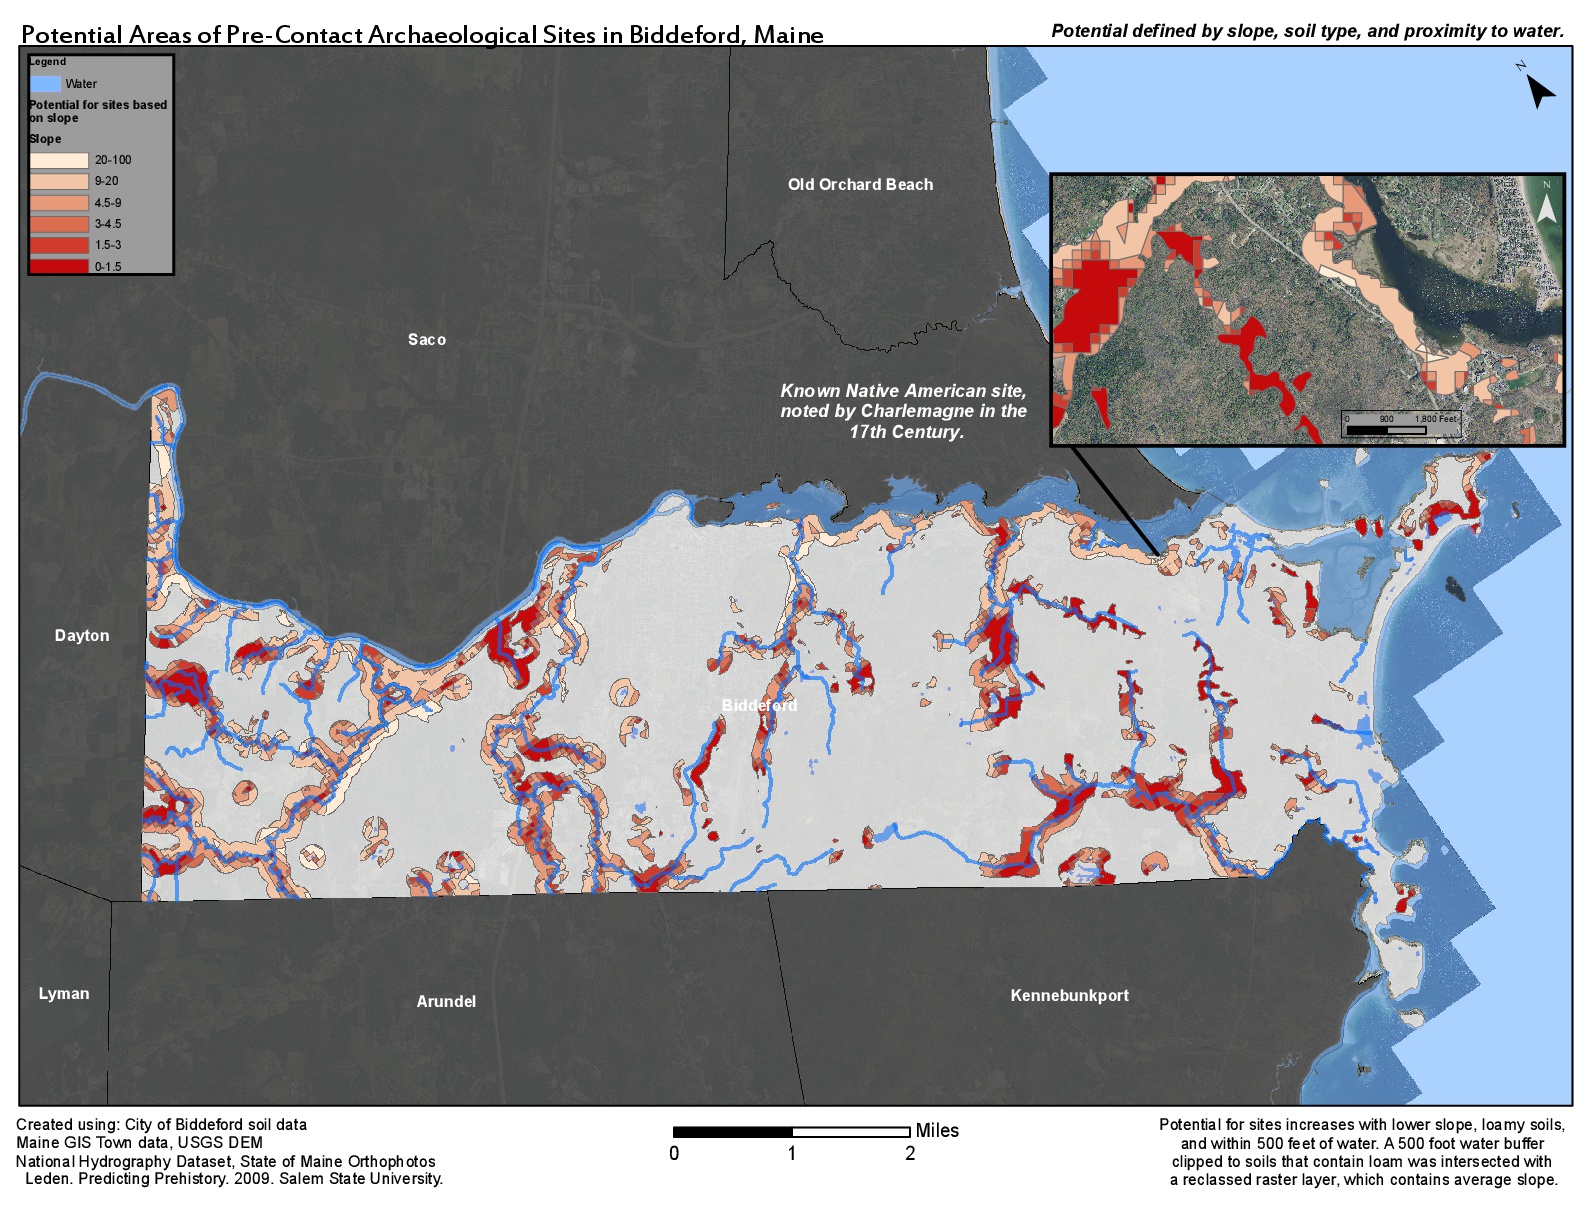 Potential Areas of Pre-Contact Archaeological Sites in Biddeford, Maine
Potential defined by slope, soil type, and proximity to water.
Legend
Water
Potential for sites based
on slope
Slope
20-100
9-20
4.5-9
3-4.5
1.5-3
0-1.5
N
Old Orchard Beach
N
Saco
Known Native American site,
noted by Charlemagne in the
17th Century.
0 900 1,800 Feet
Dayton
Biddeford
Lyman
Arundel
Kennebunkport
Created using: City of Biddeford soil data
Maine GIS Town data, USGS DEM
National Hydrography Dataset, State of Maine Orthophotos
Leden. Predicting Prehistory. 2009. Salem State University.
Miles
0 1 2
Potential for sites increases with lower slope, loamy soils,
and within 500 feet of water. A 500 foot water buffer
clipped to soils that contain loam was intersected with
a reclassed raster layer, which contains average slope.